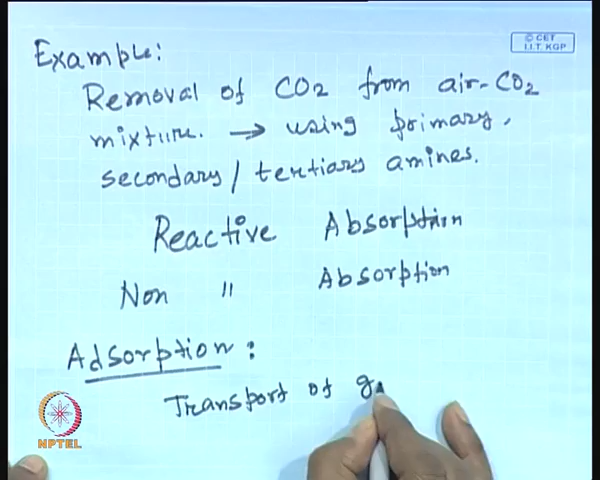 Example:
© CET
I.I.T. KGP
Removal of CO2 from air-CO2
mixture. → using primary,
secondary / tertiary amines.
Reactive Absorption
Non " Absorption
Adsorption:
Transport of ga
NPTEL